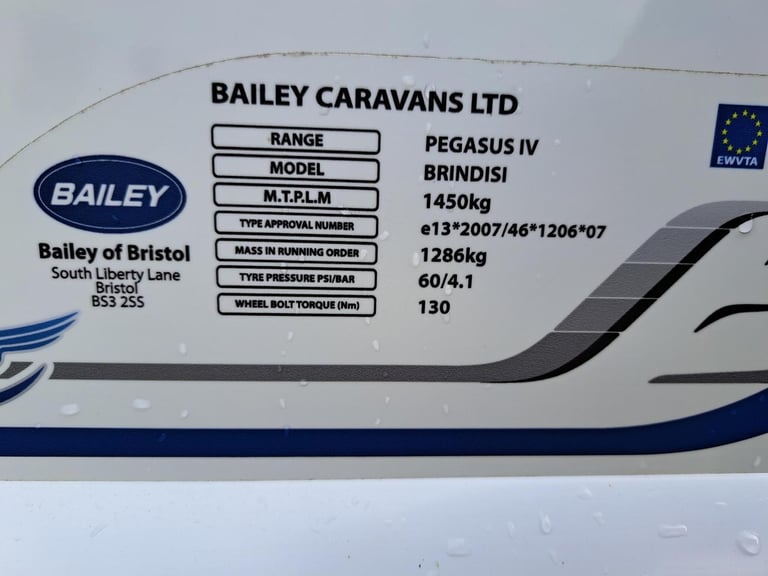 BAILEY CARAVANS LTD
RANGE PEGASUS IV
MODEL BRINDISI
M.T.P.L.M 1450kg
TYPE APPROVAL NUMBER e13*2007/46*1206*07
MASS IN RUNNING ORDER 1286kg
TYRE PRESSURE PSI/BAR 60/4.1
WHEEL BOLT TORQUE (Nm) 130
BAILEY
Bailey of Bristol
South Liberty Lane
Bristol
BS3 2SS
EWVTA